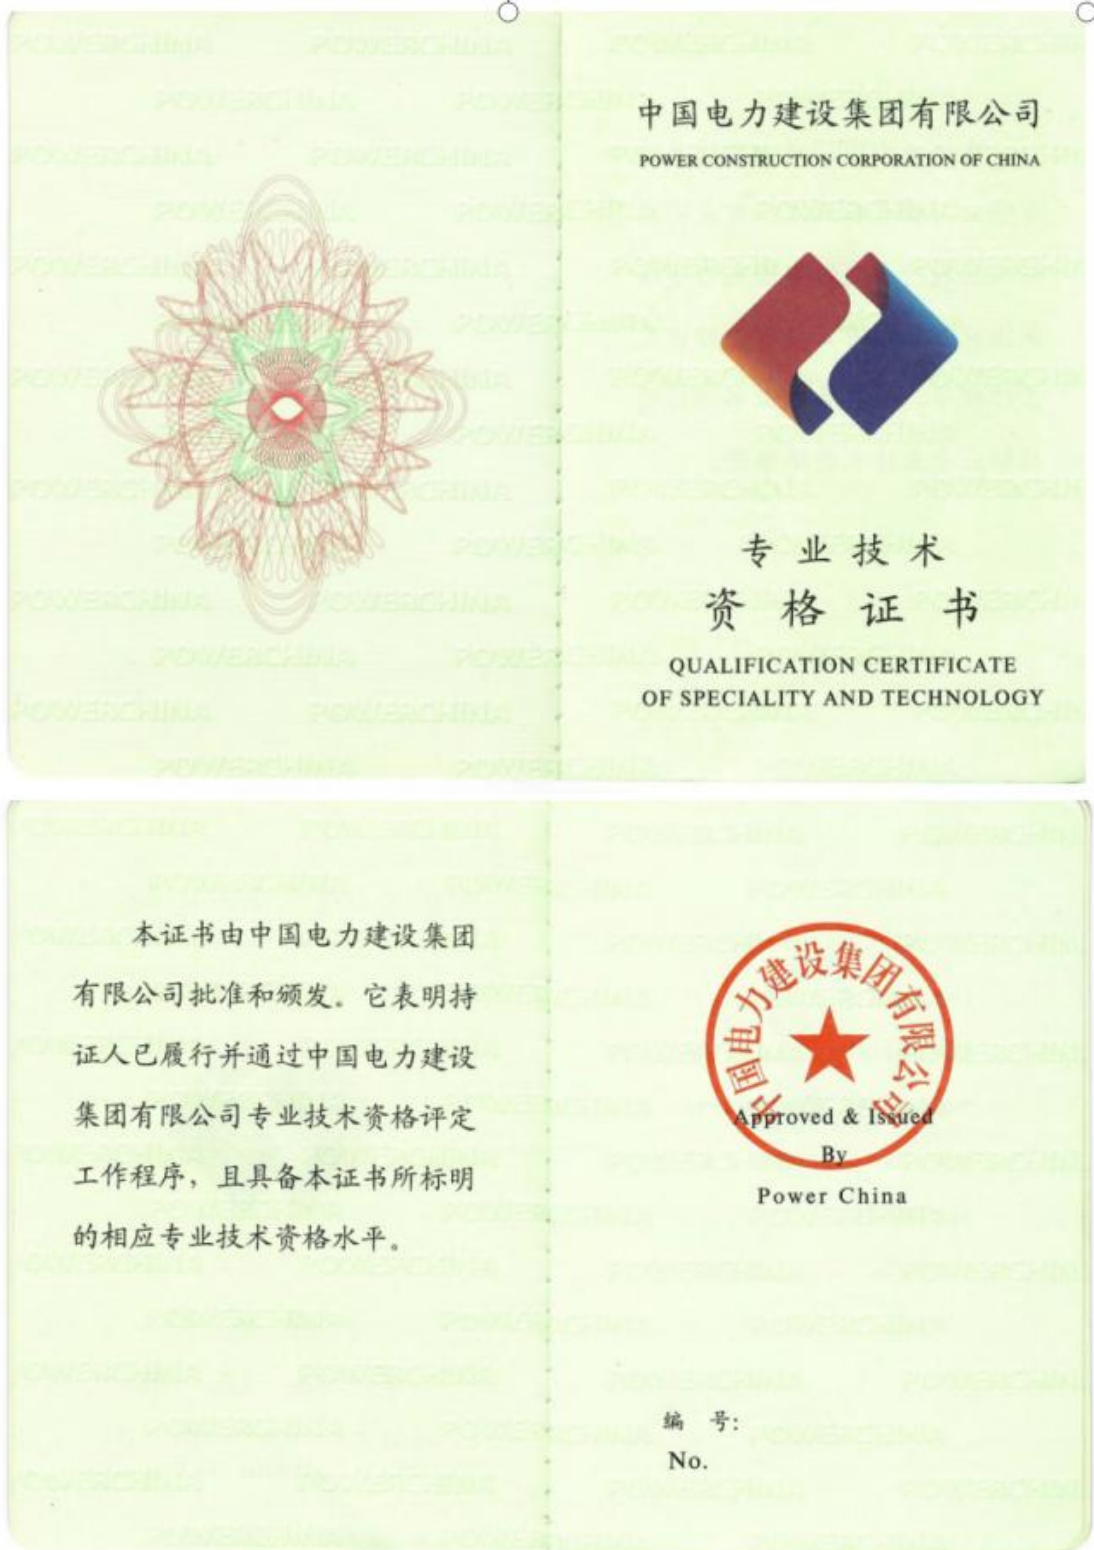 中国电力建设集团有限公司
POWER CONSTRUCTION CORPORATION OF CHINA
专业技术
资格证书
QUALIFICATION CERTIFICATE
OF SPECIALITY AND TECHNOLOGY
本证书由中国电力建设集团
有限公司批准和颁发。它表明持
证人已履行并通过中国电力建设
集团有限公司专业技术资格评定
工作程序，且具备本证书所标明
的相应专业技术资格水平。
中国电力建设集团有限公司
Approved & Issued
By
Power China
编 号:
No.